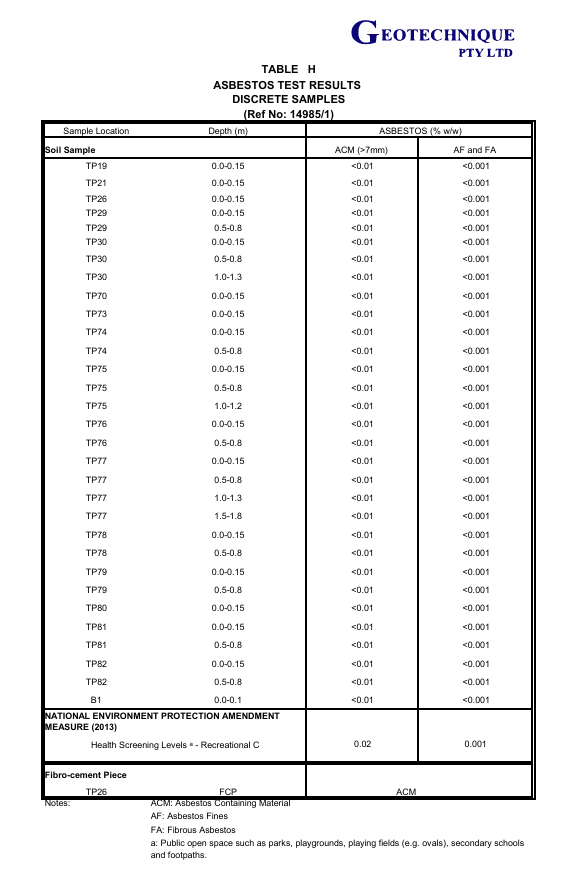 GEOTECHNIQUE
PTY LTD
TABLE H
ASBESTOS TEST RESULTS
DISCRETE SAMPLES
(Ref No: 14985/1)
Sample Location Depth (m) ASBESTOS (% w/w)
Soil Sample ACM (>7mm) AF and FA
TP19 0.0-0.15 <0.01 <0.001
TP21 0.0-0.15 <0.01 <0.001
TP26 0.0-0.15 <0.01 <0.001
TP29 0.0-0.15 <0.01 <0.001
TP29 0.5-0.8 <0.01 <0.001
TP30 0.0-0.15 <0.01 <0.001
TP30 0.5-0.8 <0.01 <0.001
TP30 1.0-1.3 <0.01 <0.001
TP70 0.0-0.15 <0.01 <0.001
TP73 0.0-0.15 <0.01 <0.001
TP74 0.0-0.15 <0.01 <0.001
TP74 0.5-0.8 <0.01 <0.001
TP75 0.0-0.15 <0.01 <0.001
TP75 0.5-0.8 <0.01 <0.001
TP75 1.0-1.2 <0.01 <0.001
TP76 0.0-0.15 <0.01 <0.001
TP76 0.5-0.8 <0.01 <0.001
TP77 0.0-0.15 <0.01 <0.001
TP77 0.5-0.8 <0.01 <0.001
TP77 1.0-1.3 <0.01 <0.001
TP77 1.5-1.8 <0.01 <0.001
TP78 0.0-0.15 <0.01 <0.001
TP78 0.5-0.8 <0.01 <0.001
TP79 0.0-0.15 <0.01 <0.001
TP79 0.5-0.8 <0.01 <0.001
TP80 0.0-0.15 <0.01 <0.001
TP81 0.0-0.15 <0.01 <0.001
TP81 0.5-0.8 <0.01 <0.001
TP82 0.0-0.15 <0.01 <0.001
TP82 0.5-0.8 <0.01 <0.001
B1 0.0-0.1 <0.01 <0.001
NATIONAL ENVIRONMENT PROTECTION AMENDMENT
MEASURE (2013)
Health Screening Levels ª - Recreational C 0.02 0.001
Fibro-cement Piece
TP26 FCP ACM
Notes: ACM: Asbestos Containing Material
AF: Asbestos Fines
FA: Fibrous Asbestos
a: Public open space such as parks, playgrounds, playing fields (e.g. ovals), secondary schools
and footpaths.